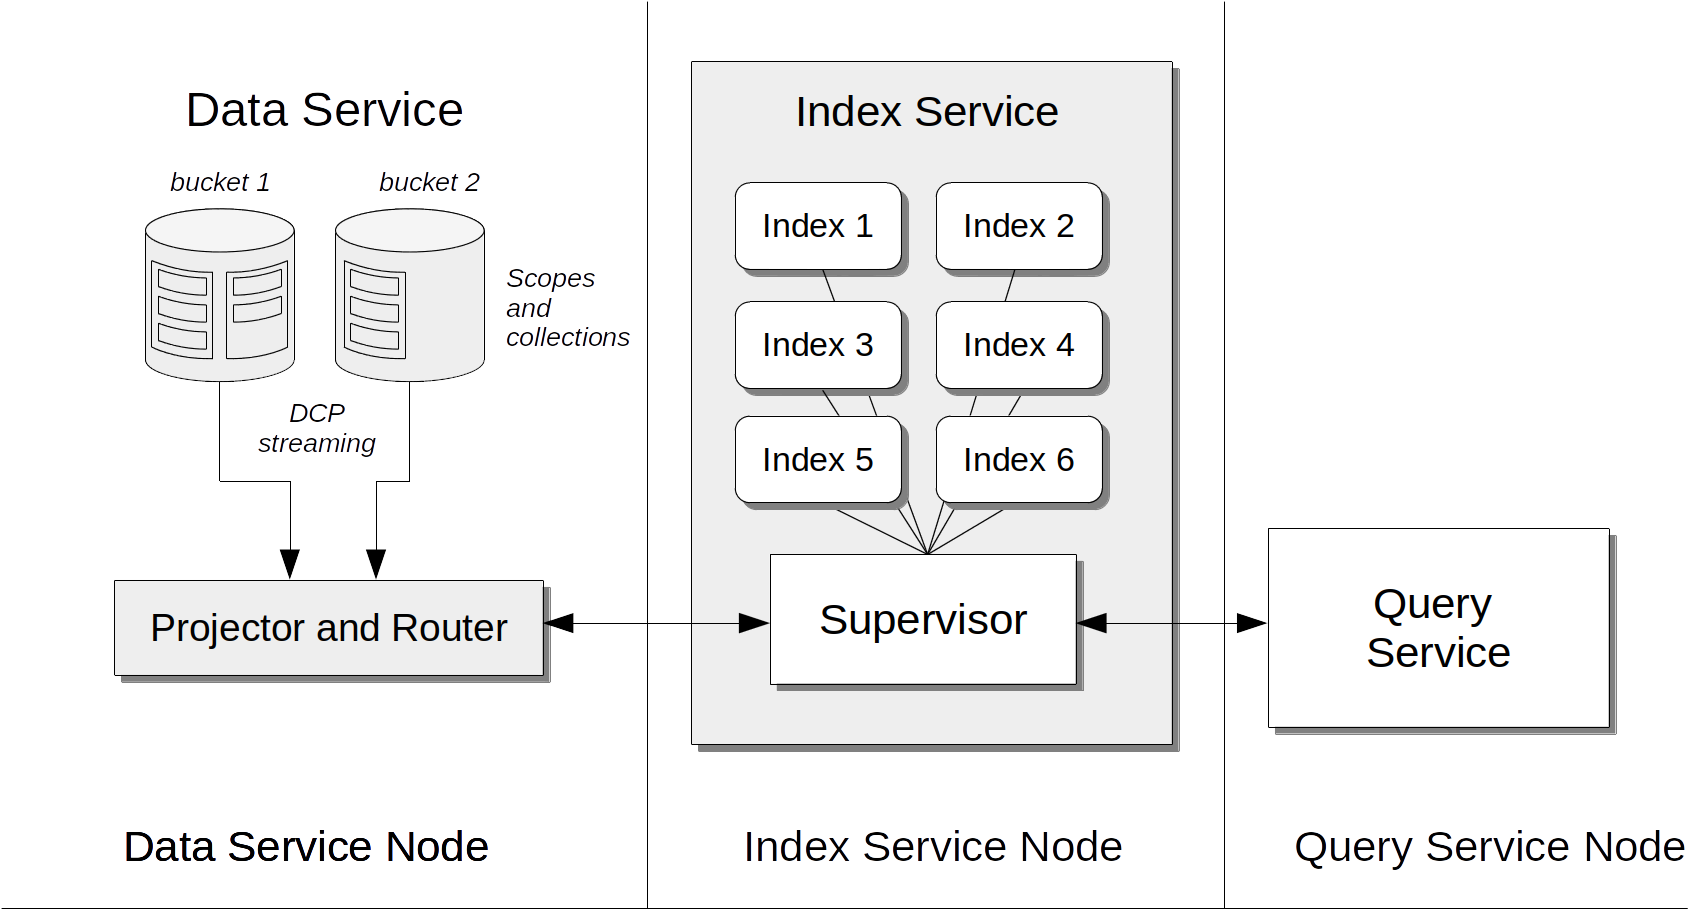 Data Service
bucket 1
bucket 2
Scopes
and
collections
DCP
streaming
Projector and Router
Data Service Node
Index Service
Index 1
Index 2
Index 3
Index 4
Index 5
Index 6
Supervisor
Index Service Node
Query
Service
Query Service Node